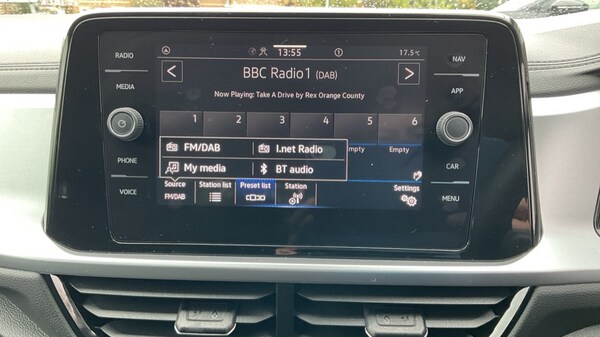 RADIO
MEDIA
PHONE
VOICE
13:55
17.5°C
BBC Radio1 (DAB)
Now Playing: Take A Drive by Rex Orange County
1 2 3 4 5 6
FM/DAB
I.net Radio
My media
BT audio
mpty
Empty
Source
FM/DAB
Station list
Preset list
Station
Settings
NAV
APP
CAR
MENU